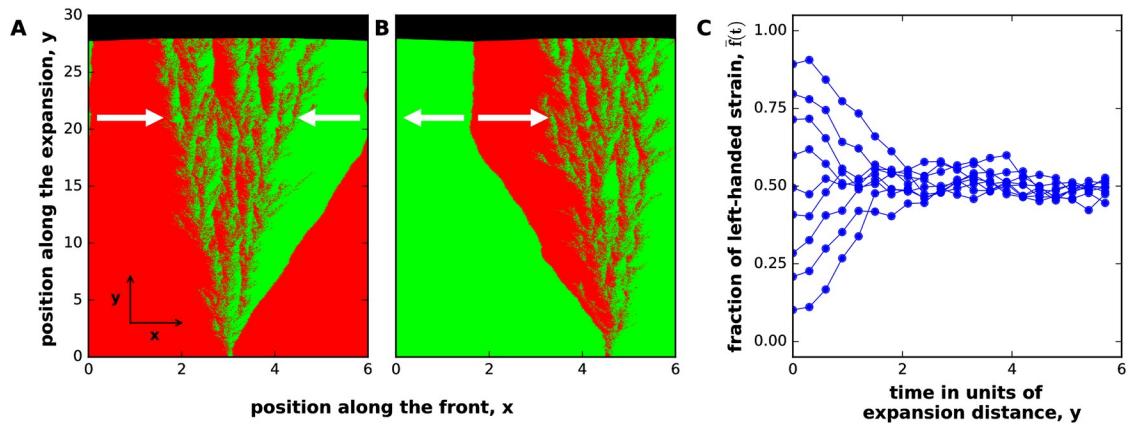 A
B
C
position along the expansion, y
30
25
20
15
10
5
0
y
x
0
2
4
6
0
2
4
6
position along the front, x
fraction of left-handed strain, f̄(t)
1.00
0.75
0.50
0.25
0.00
0
2
4
6
time in units of
expansion distance, y